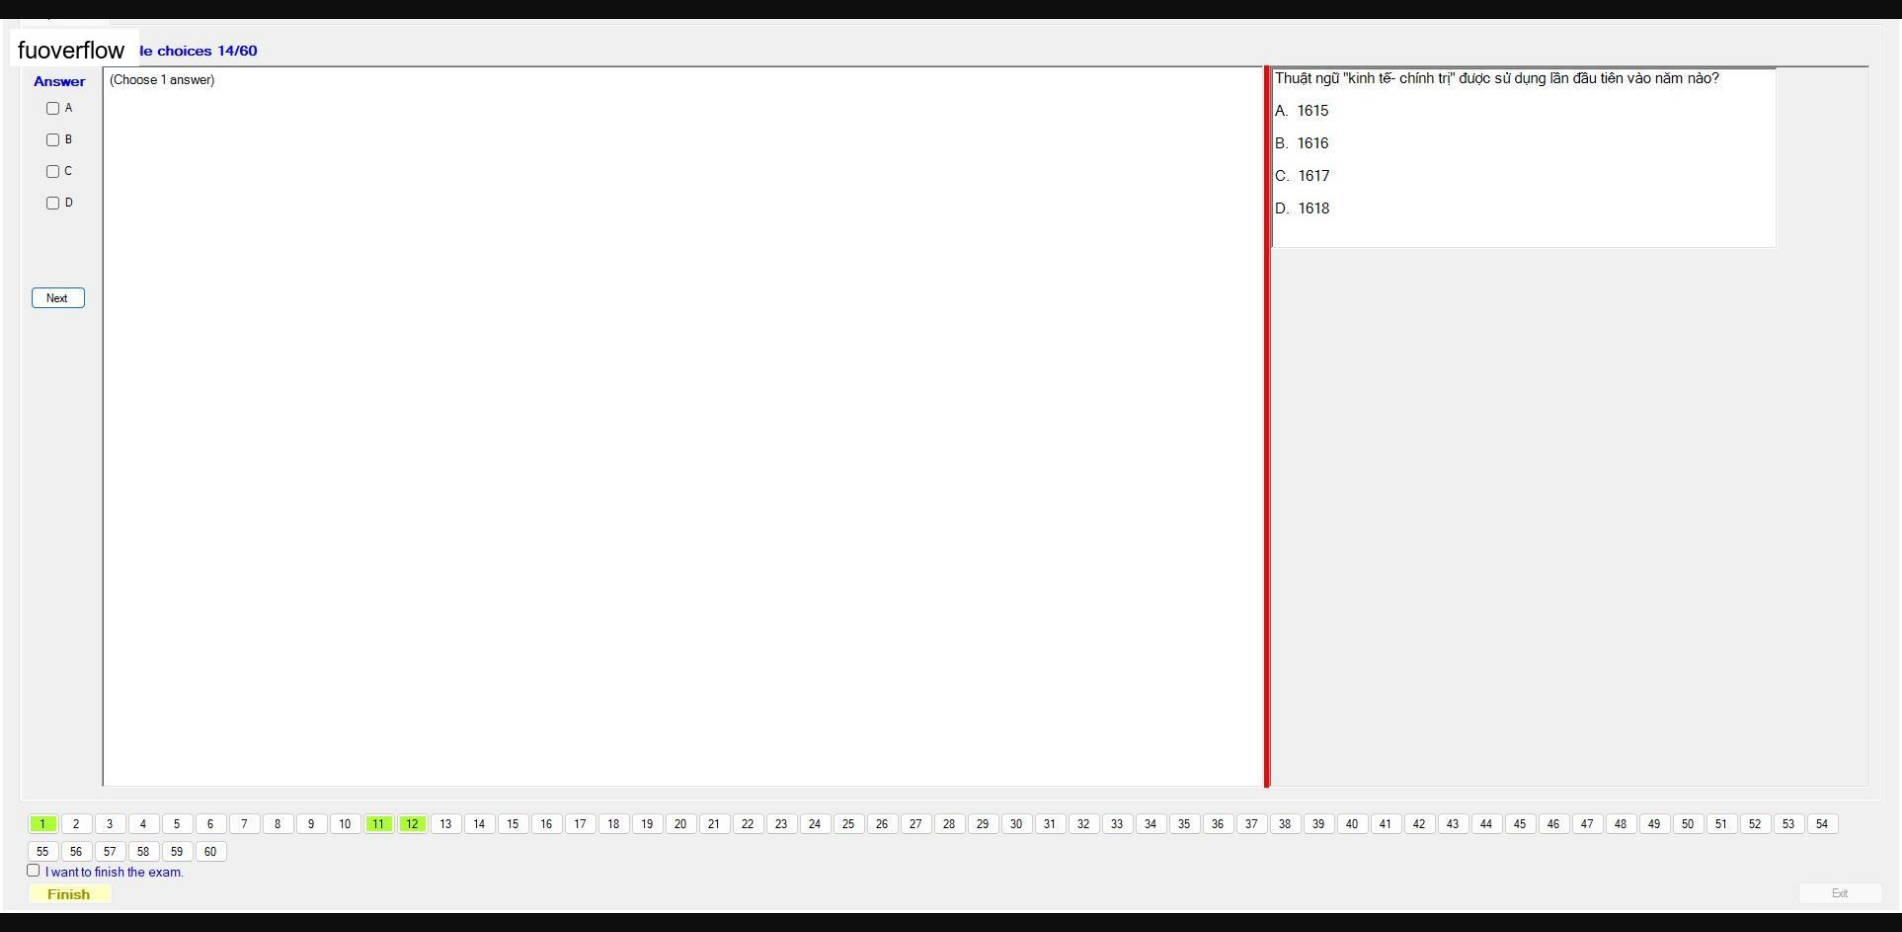 fuoverflow le choices 14/60
Answer
(Choose 1 answer)
A
B
C
D
Next
Thuật ngữ "kinh tế- chính trị" được sử dụng lần đầu tiên vào năm nào?
A. 1615
B. 1616
C. 1617
D. 1618
1 2 3 4 5 6 7 8 9 10 11 12 13 14 15 16 17 18 19 20 21 22 23 24 25 26 27 28 29 30 31 32 33 34 35 36 37 38 39 40 41 42 43 44 45 46 47 48 49 50 51 52 53 54
55 56 57 58 59 60
I want to finish the exam.
Finish
Exit